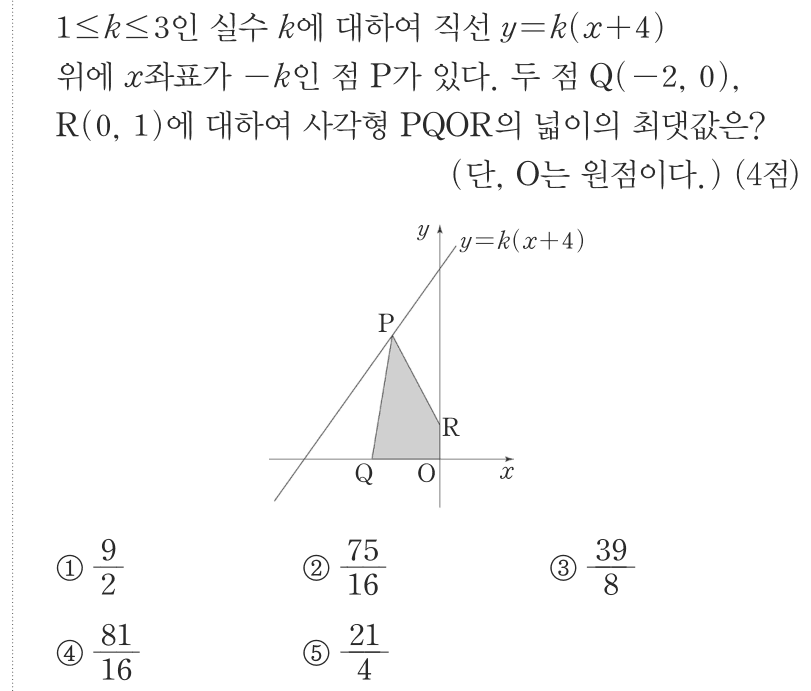 1≤k≤3인 실수 k에 대하여 직선 y=k(x+4)
위에 x좌표가 −k인 점 P가 있다. 두 점 Q(−2, 0),
R(0, 1)에 대하여 사각형 PQOR의 넓이의 최댓값은?
(단, O는 원점이다.) (4점)
y
y=k(x+4)
P
R
Q O x
① 9/2 ② 75/16 ③ 39/8
④ 81/16 ⑤ 21/4